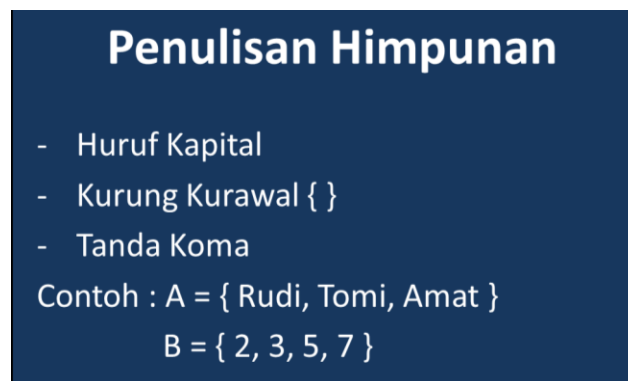 Penulisan Himpunan
- Huruf Kapital
- Kurung Kurawal { }
- Tanda Koma
Contoh : A = { Rudi, Tomi, Amat }
B = { 2, 3, 5, 7 }